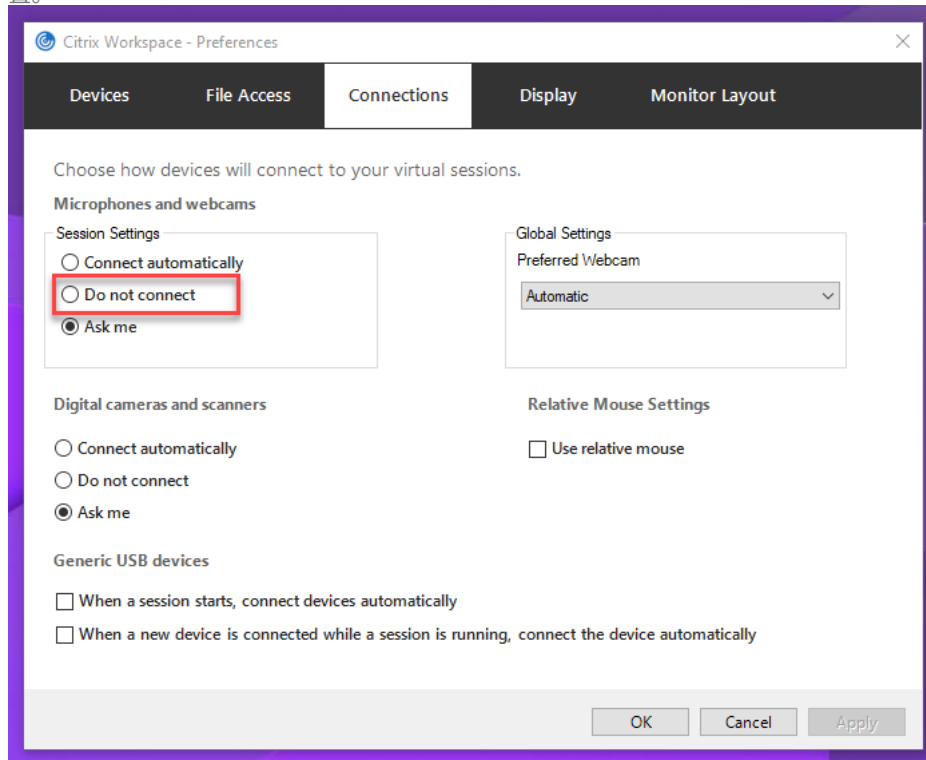 置。
Citrix Workspace - Preferences
Devices File Access Connections Display Monitor Layout
Choose how devices will connect to your virtual sessions.
Microphones and webcams
Session Settings
Connect automatically
Do not connect
Ask me
Global Settings
Preferred Webcam
Automatic
Digital cameras and scanners
Connect automatically
Do not connect
Ask me
Relative Mouse Settings
Use relative mouse
Generic USB devices
When a session starts, connect devices automatically
When a new device is connected while a session is running, connect the device automatically
OK Cancel Apply